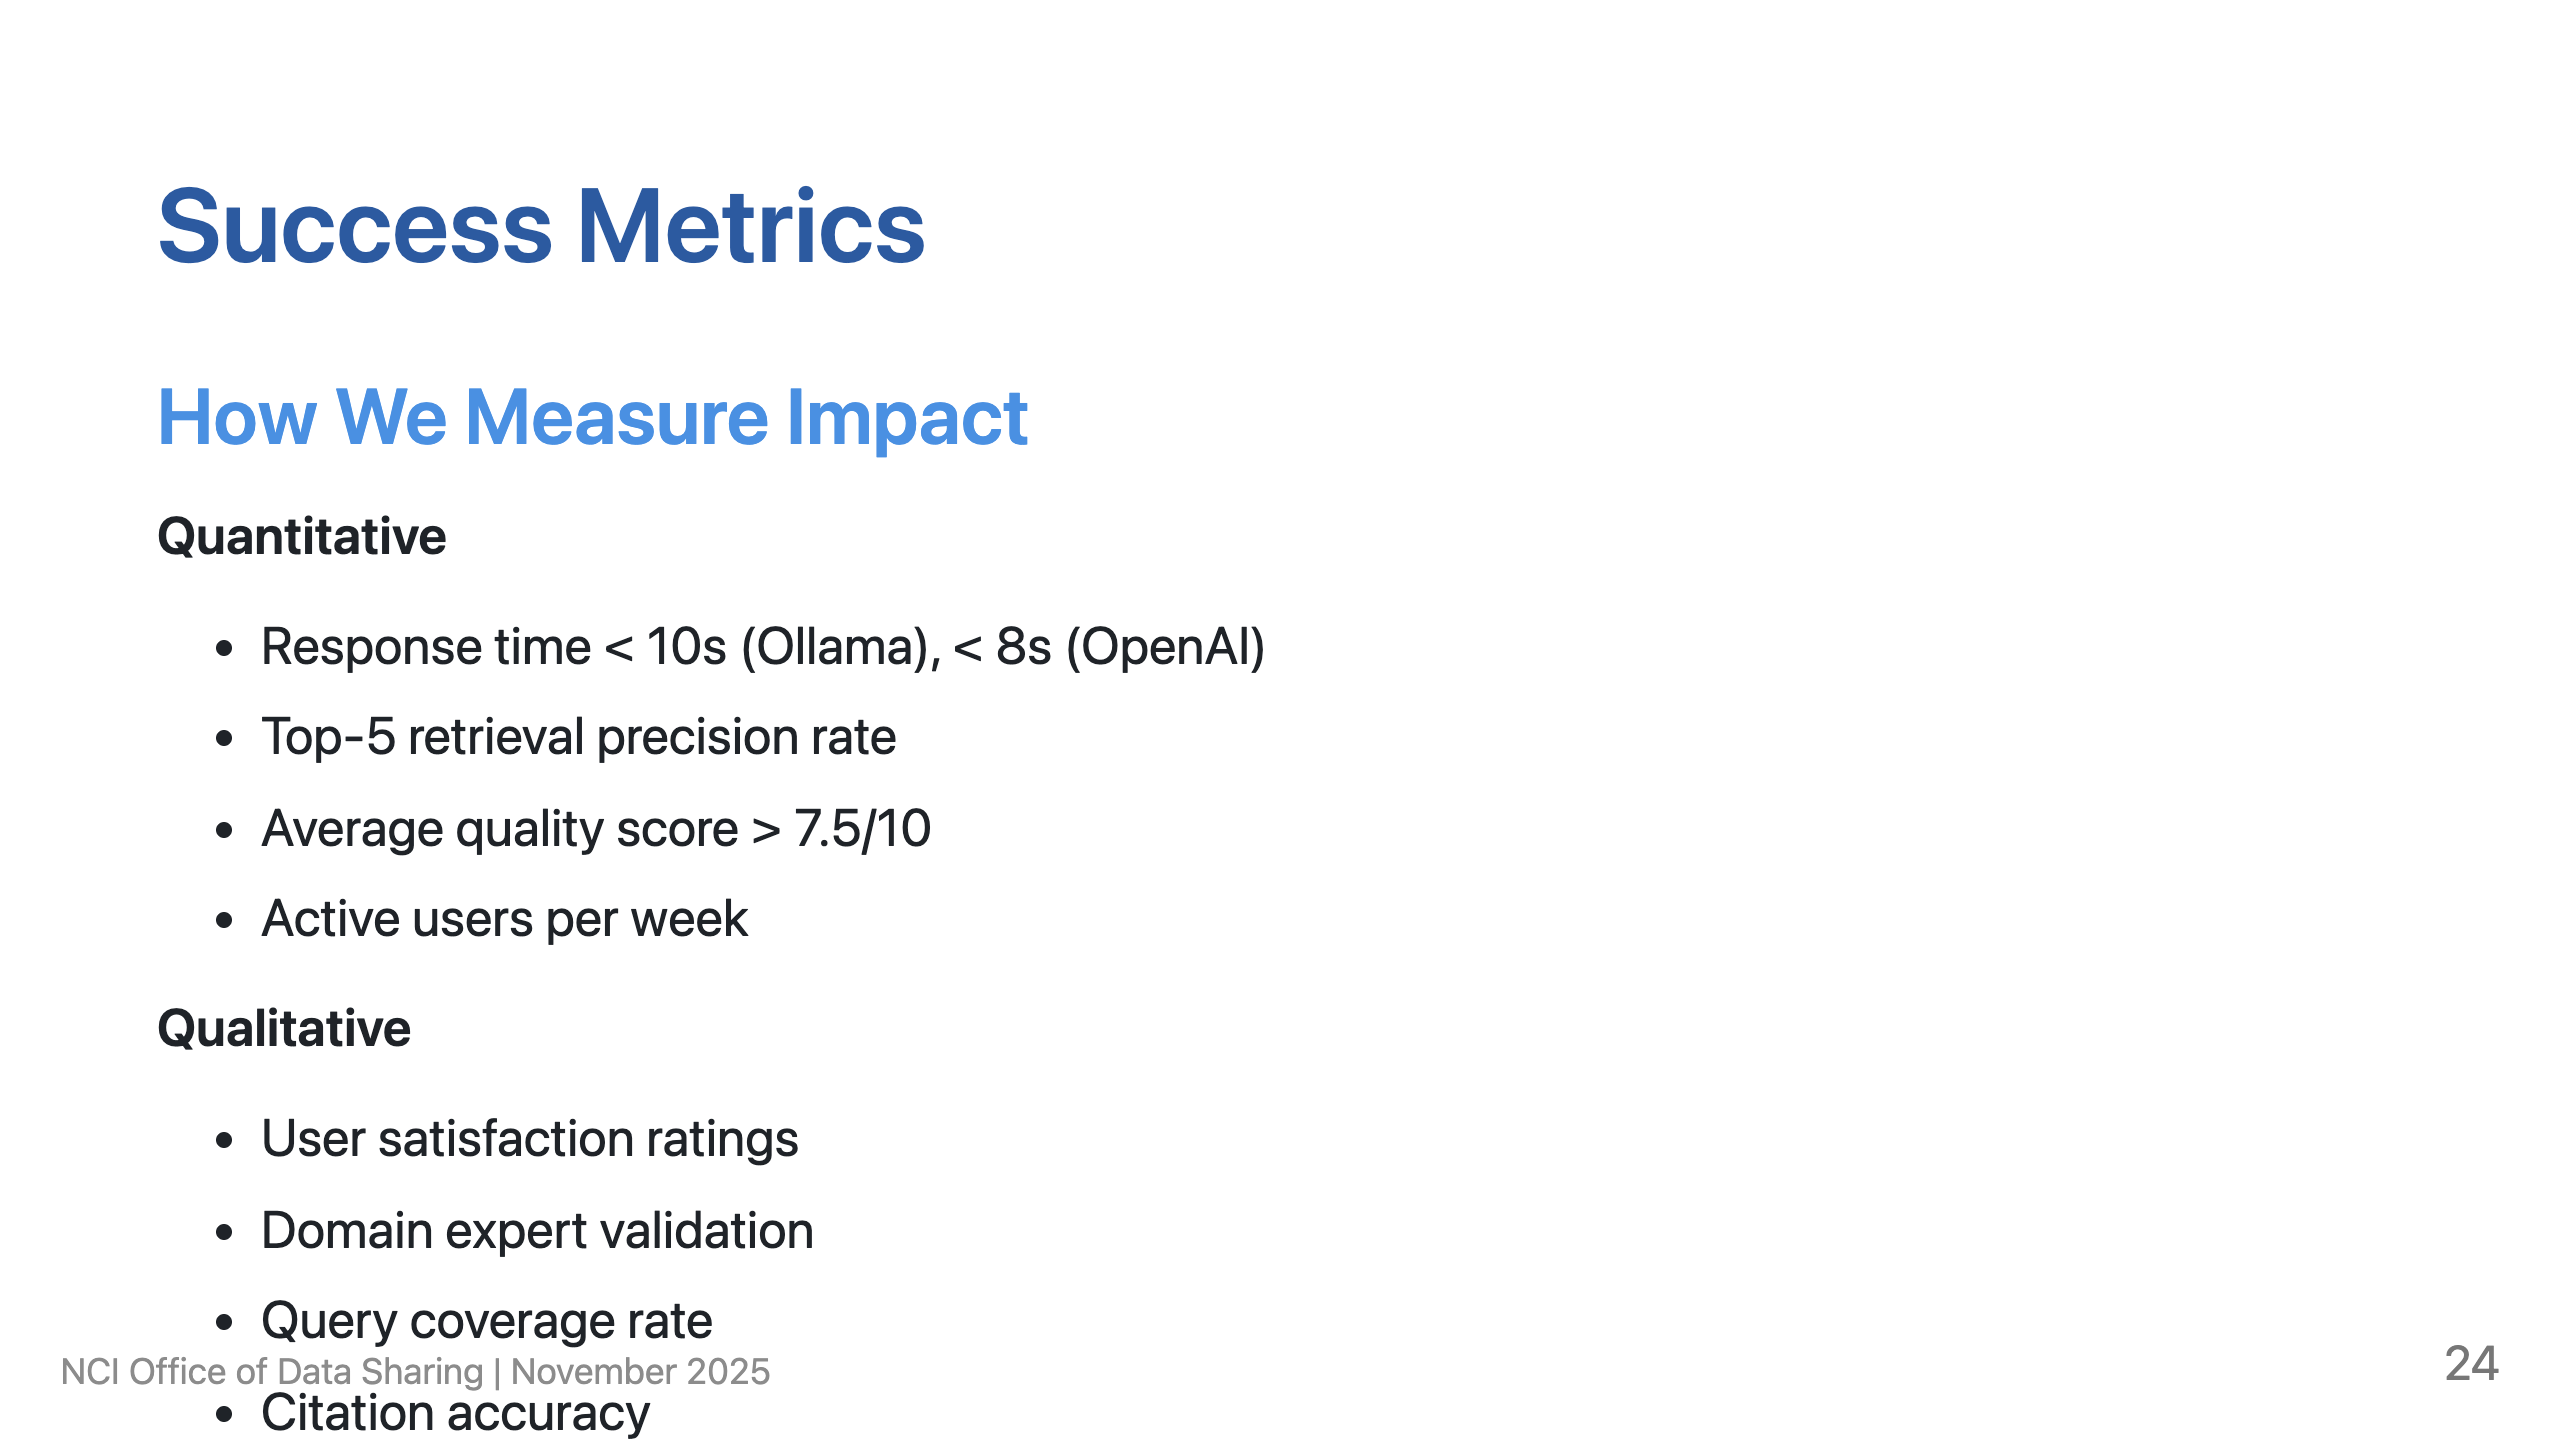 Success Metrics
How We Measure Impact
Quantitative
• Response time < 10s (Ollama), < 8s (OpenAI)
• Top-5 retrieval precision rate
• Average quality score > 7.5/10
• Active users per week
Qualitative
• User satisfaction ratings
• Domain expert validation
• Query coverage rate
NCI Office of Data Sharing | November 2025
24
• Citation accuracy